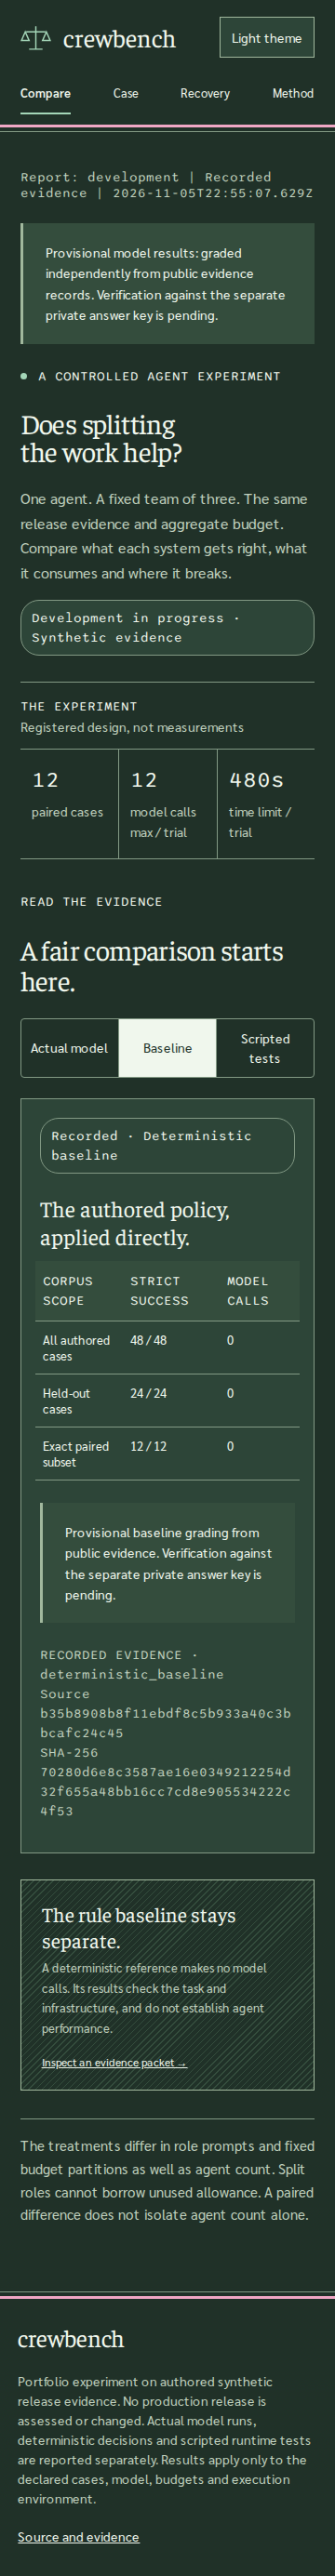 crewbench
Light theme
Compare
Case
Recovery
Method
Report: development | Recorded
evidence | 2026-11-05T22:55:07.629Z
Provisional model results: graded
independently from public evidence
records. Verification against the separate
private answer key is pending.
A CONTROLLED AGENT EXPERIMENT
Does splitting
the work help?
One agent. A fixed team of three. The same
release evidence and aggregate budget.
Compare what each system gets right, what
it consumes and where it breaks.
Development in progress ·
Synthetic evidence
THE EXPERIMENT
Registered design, not measurements
12
paired cases
12
model calls
max / trial
480s
time limit /
trial
READ THE EVIDENCE
A fair comparison starts
here.
Actual model
Baseline
Scripted
tests
Recorded · Deterministic
baseline
The authored policy,
applied directly.
CORPUS
SCOPE
STRICT
SUCCESS
MODEL
CALLS
All authored
cases
48 / 48
0
Held-out
cases
24 / 24
0
Exact paired
subset
12 / 12
0
Provisional baseline grading from
public evidence. Verification against
the separate private answer key is
pending.
RECORDED EVIDENCE ·
deterministic_baseline
Source
b35b8908b8f11ebdf8c5b933a40c3b
bcafc24c45
SHA-256
70280d6e8c3587ae16e0349212254d
32f655a48bb16cc7cd8e905534222c
4f53
The rule baseline stays
separate.
A deterministic reference makes no model
calls. Its results check the task and
infrastructure, and do not establish agent
performance.
Inspect an evidence packet →
The treatments differ in role prompts and fixed
budget partitions as well as agent count. Split
roles cannot borrow unused allowance. A paired
difference does not isolate agent count alone.
crewbench
Portfolio experiment on authored synthetic
release evidence. No production release is
assessed or changed. Actual model runs,
deterministic decisions and scripted runtime tests
are reported separately. Results apply only to the
declared cases, model, budgets and execution
environment.
Source and evidence